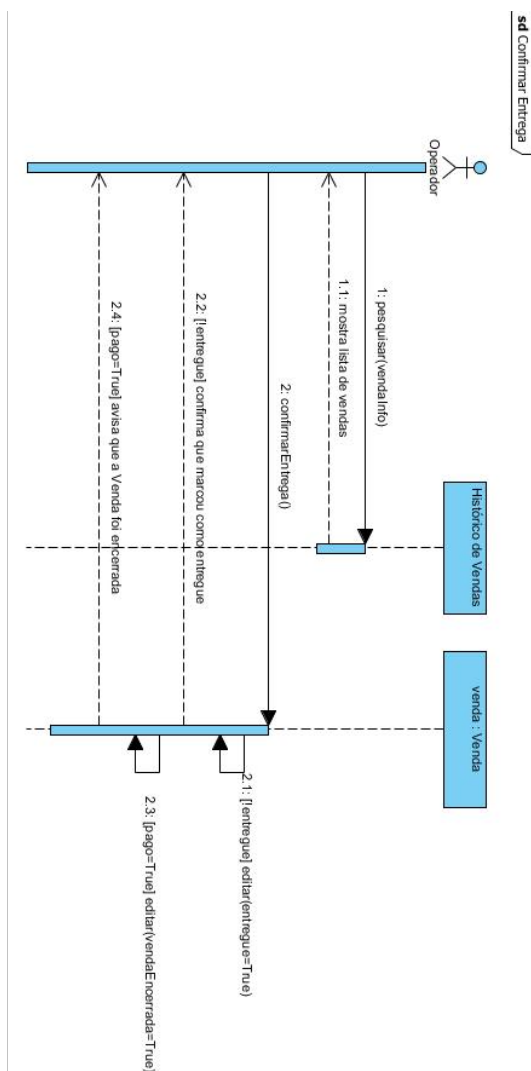 sd Confirmar Entrega
Operador
Histórico de Vendas
venda : Venda
1: pesquisar(vendaInfo)
1.1: mostra lista de vendas
2: confirmarEntrega()
2.1: [!entregue] editar(entregue=True)
2.2: [!entregue] confirma que marcou como entregue
2.3: [pago=True] editar(vendaEncerrada=True)
2.4: [pago=True] avisa que a Venda foi encerrada